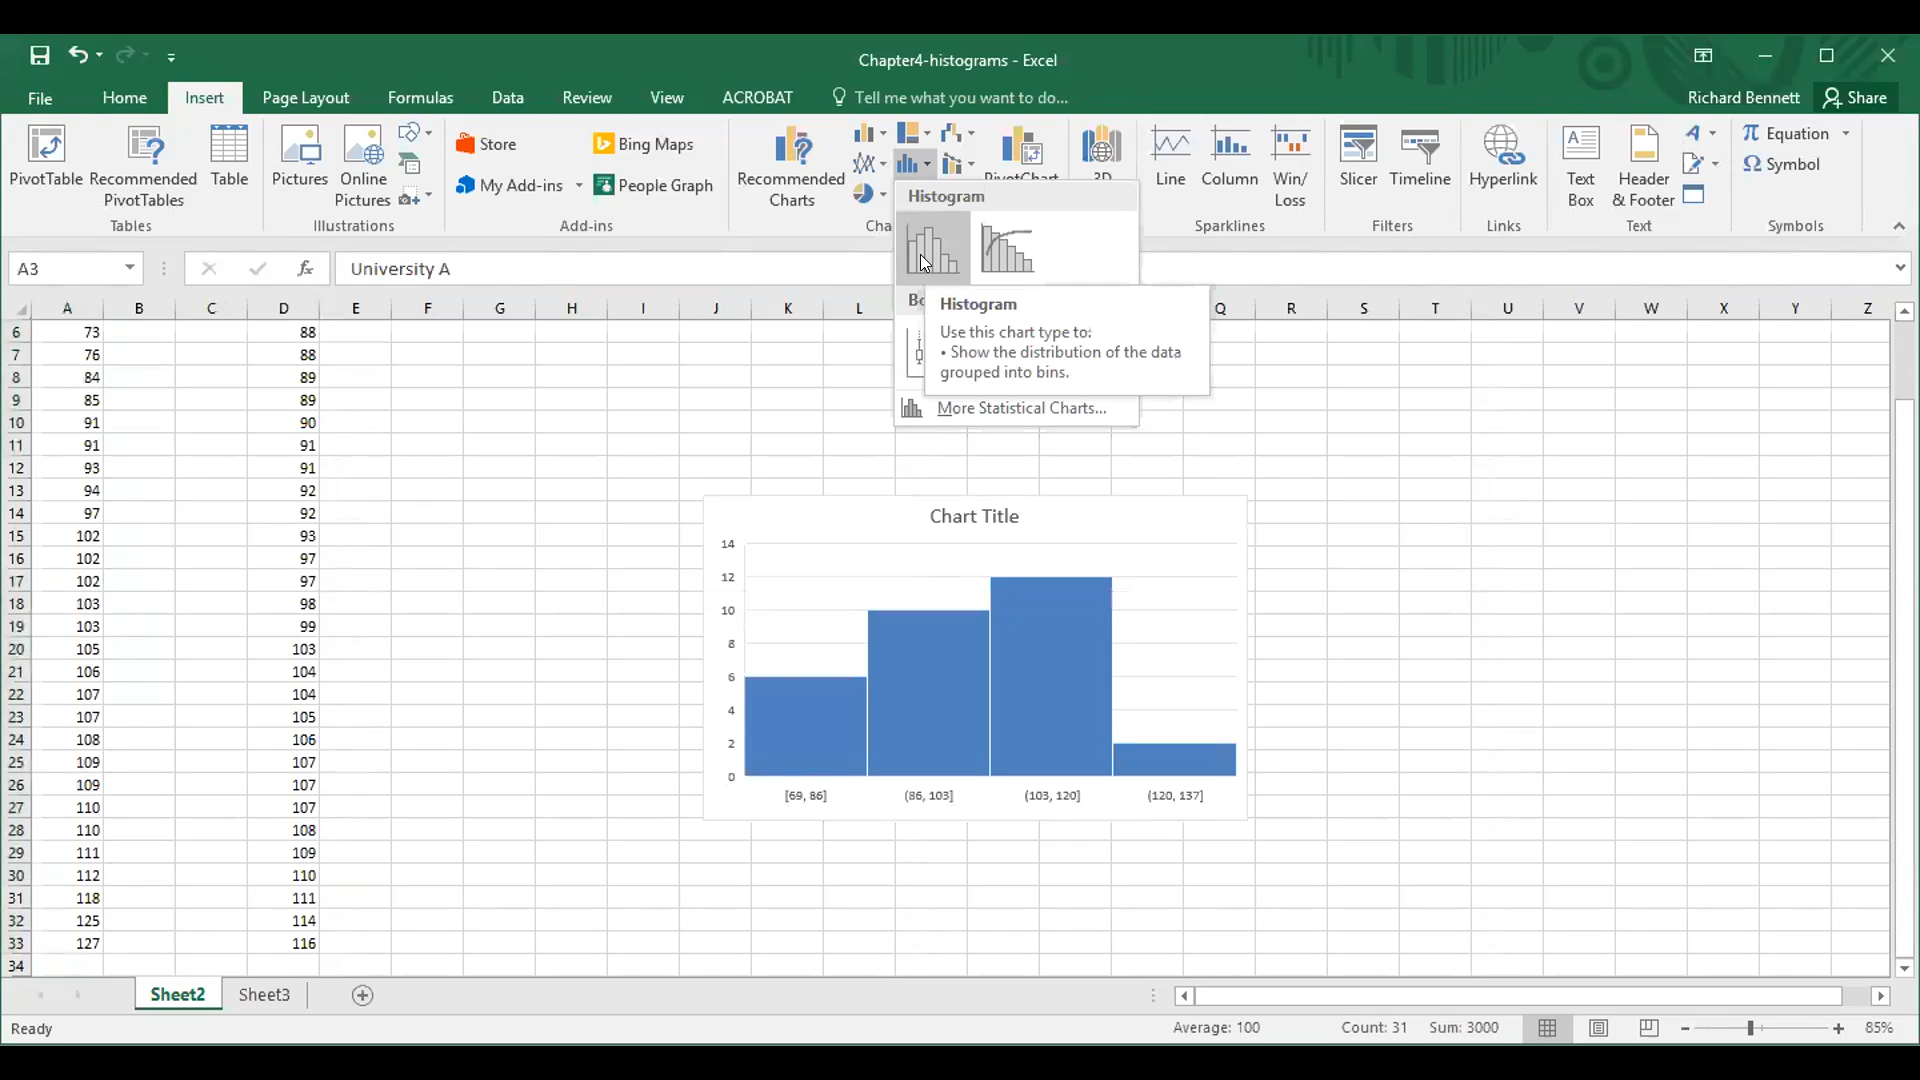 Chapter4-histograms - Excel
File Home Insert Page Layout Formulas Data Review View ACROBAT Tell me what you want to do... Richard Bennett Share
PivotTable Recommended PivotTables Table
Tables
Pictures Online Pictures
Illustrations
Store Bing Maps
My Add-ins People Graph
Add-ins
Recommended Charts
PivotChart
Line Column Win/ Loss
Sparklines
Slicer Timeline
Filters
Hyperlink
Links
Text Box Header & Footer
Text
Equation
Symbol
Symbols
Histogram
A3 fx University A
Histogram
Use this chart type to:
• Show the distribution of the data
grouped into bins.
More Statistical Charts...
A B C D E F G H I J K L Q R S T U V W X Y Z
6 73 88
7 76 88
8 84 89
9 85 89
10 91 90
11 91 91
12 93 91
13 94 92
14 97 92
15 102 93
16 102 97
17 102 97
18 103 98
19 103 99
20 105 103
21 106 104
22 107 104
23 107 105
24 108 106
25 109 107
26 109 107
27 110 107
28 110 108
29 111 109
30 112 110
31 118 111
32 125 114
33 127 116
34
Chart Title
14
12
10
8
6
4
2
0
[69, 86] (86, 103] (103, 120] (120, 137]
Sheet2 Sheet3
Ready Average: 100 Count: 31 Sum: 3000 85%